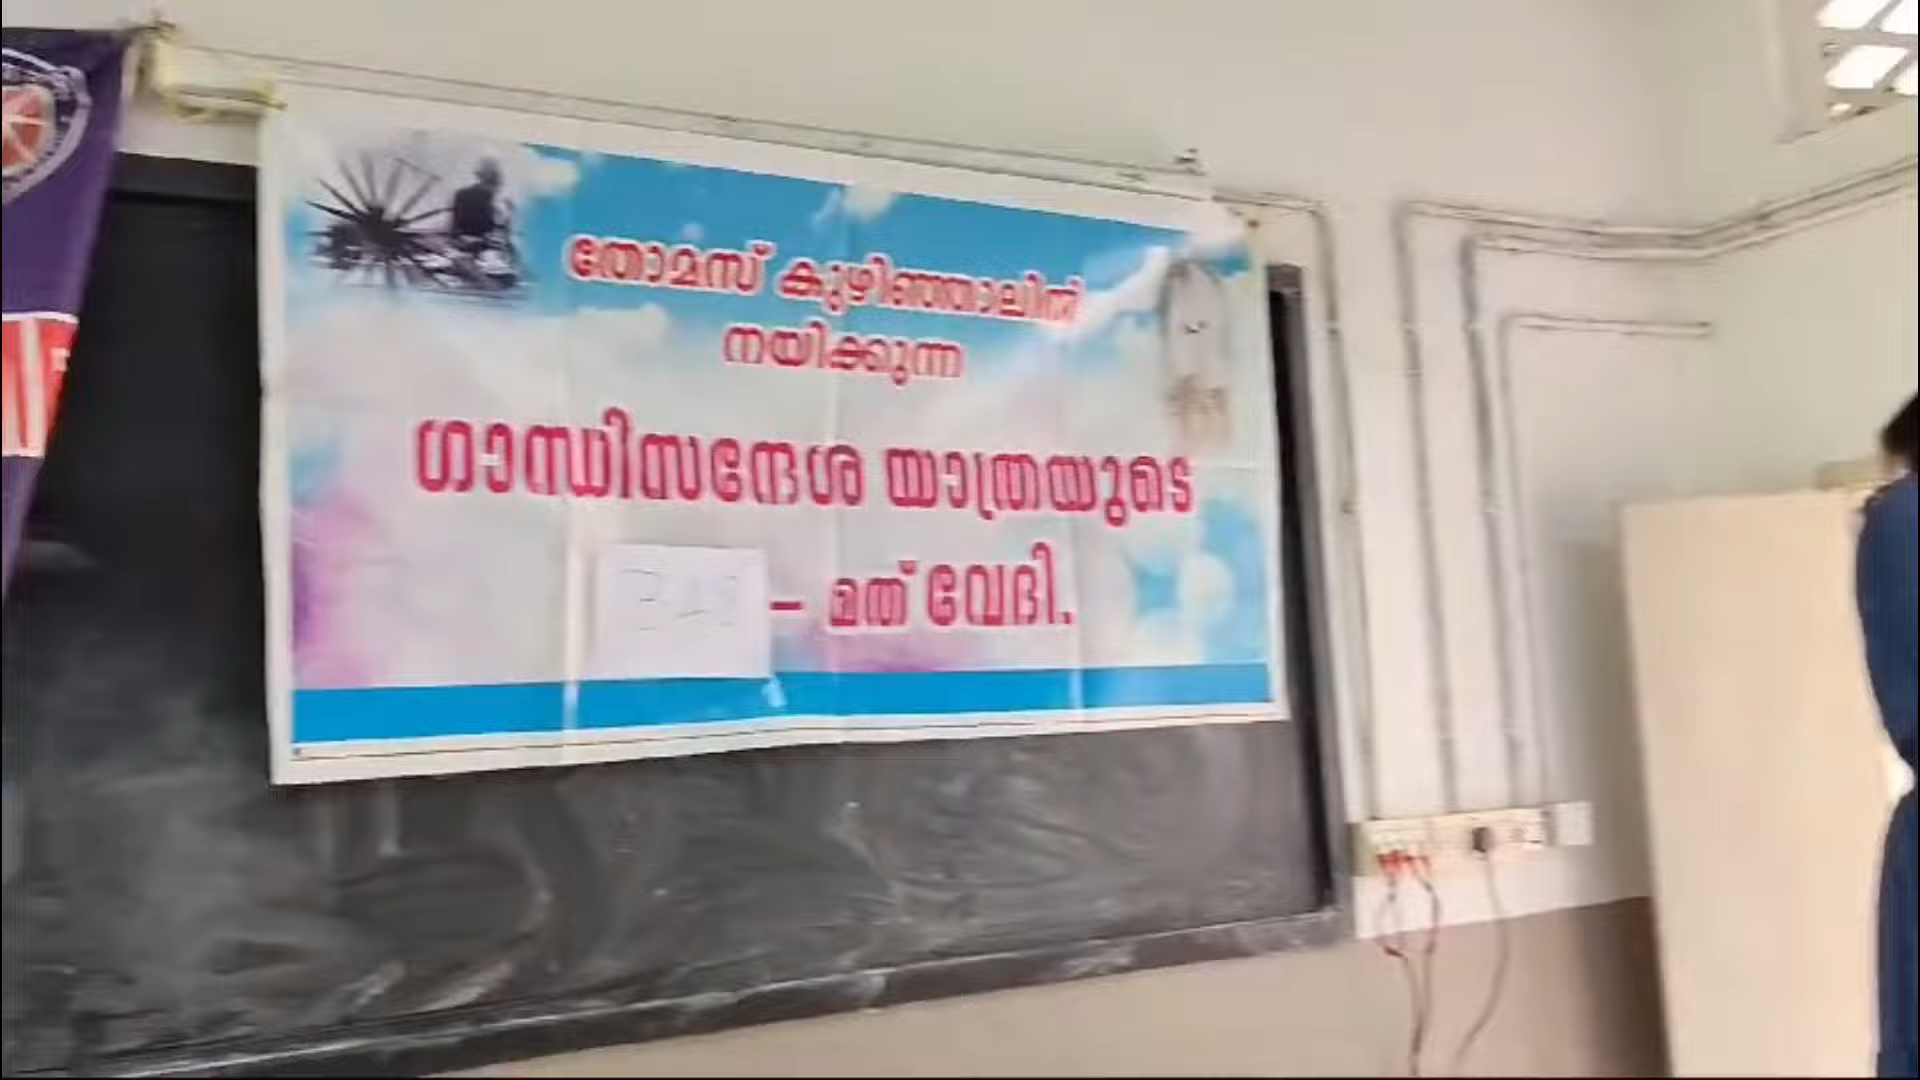 തോമസ് കുഴിഞ്ഞാലിൽ
നയിക്കുന്ന
ഗാന്ധിസന്ദേശ യാത്രയുടെ
– മത് വേദി.